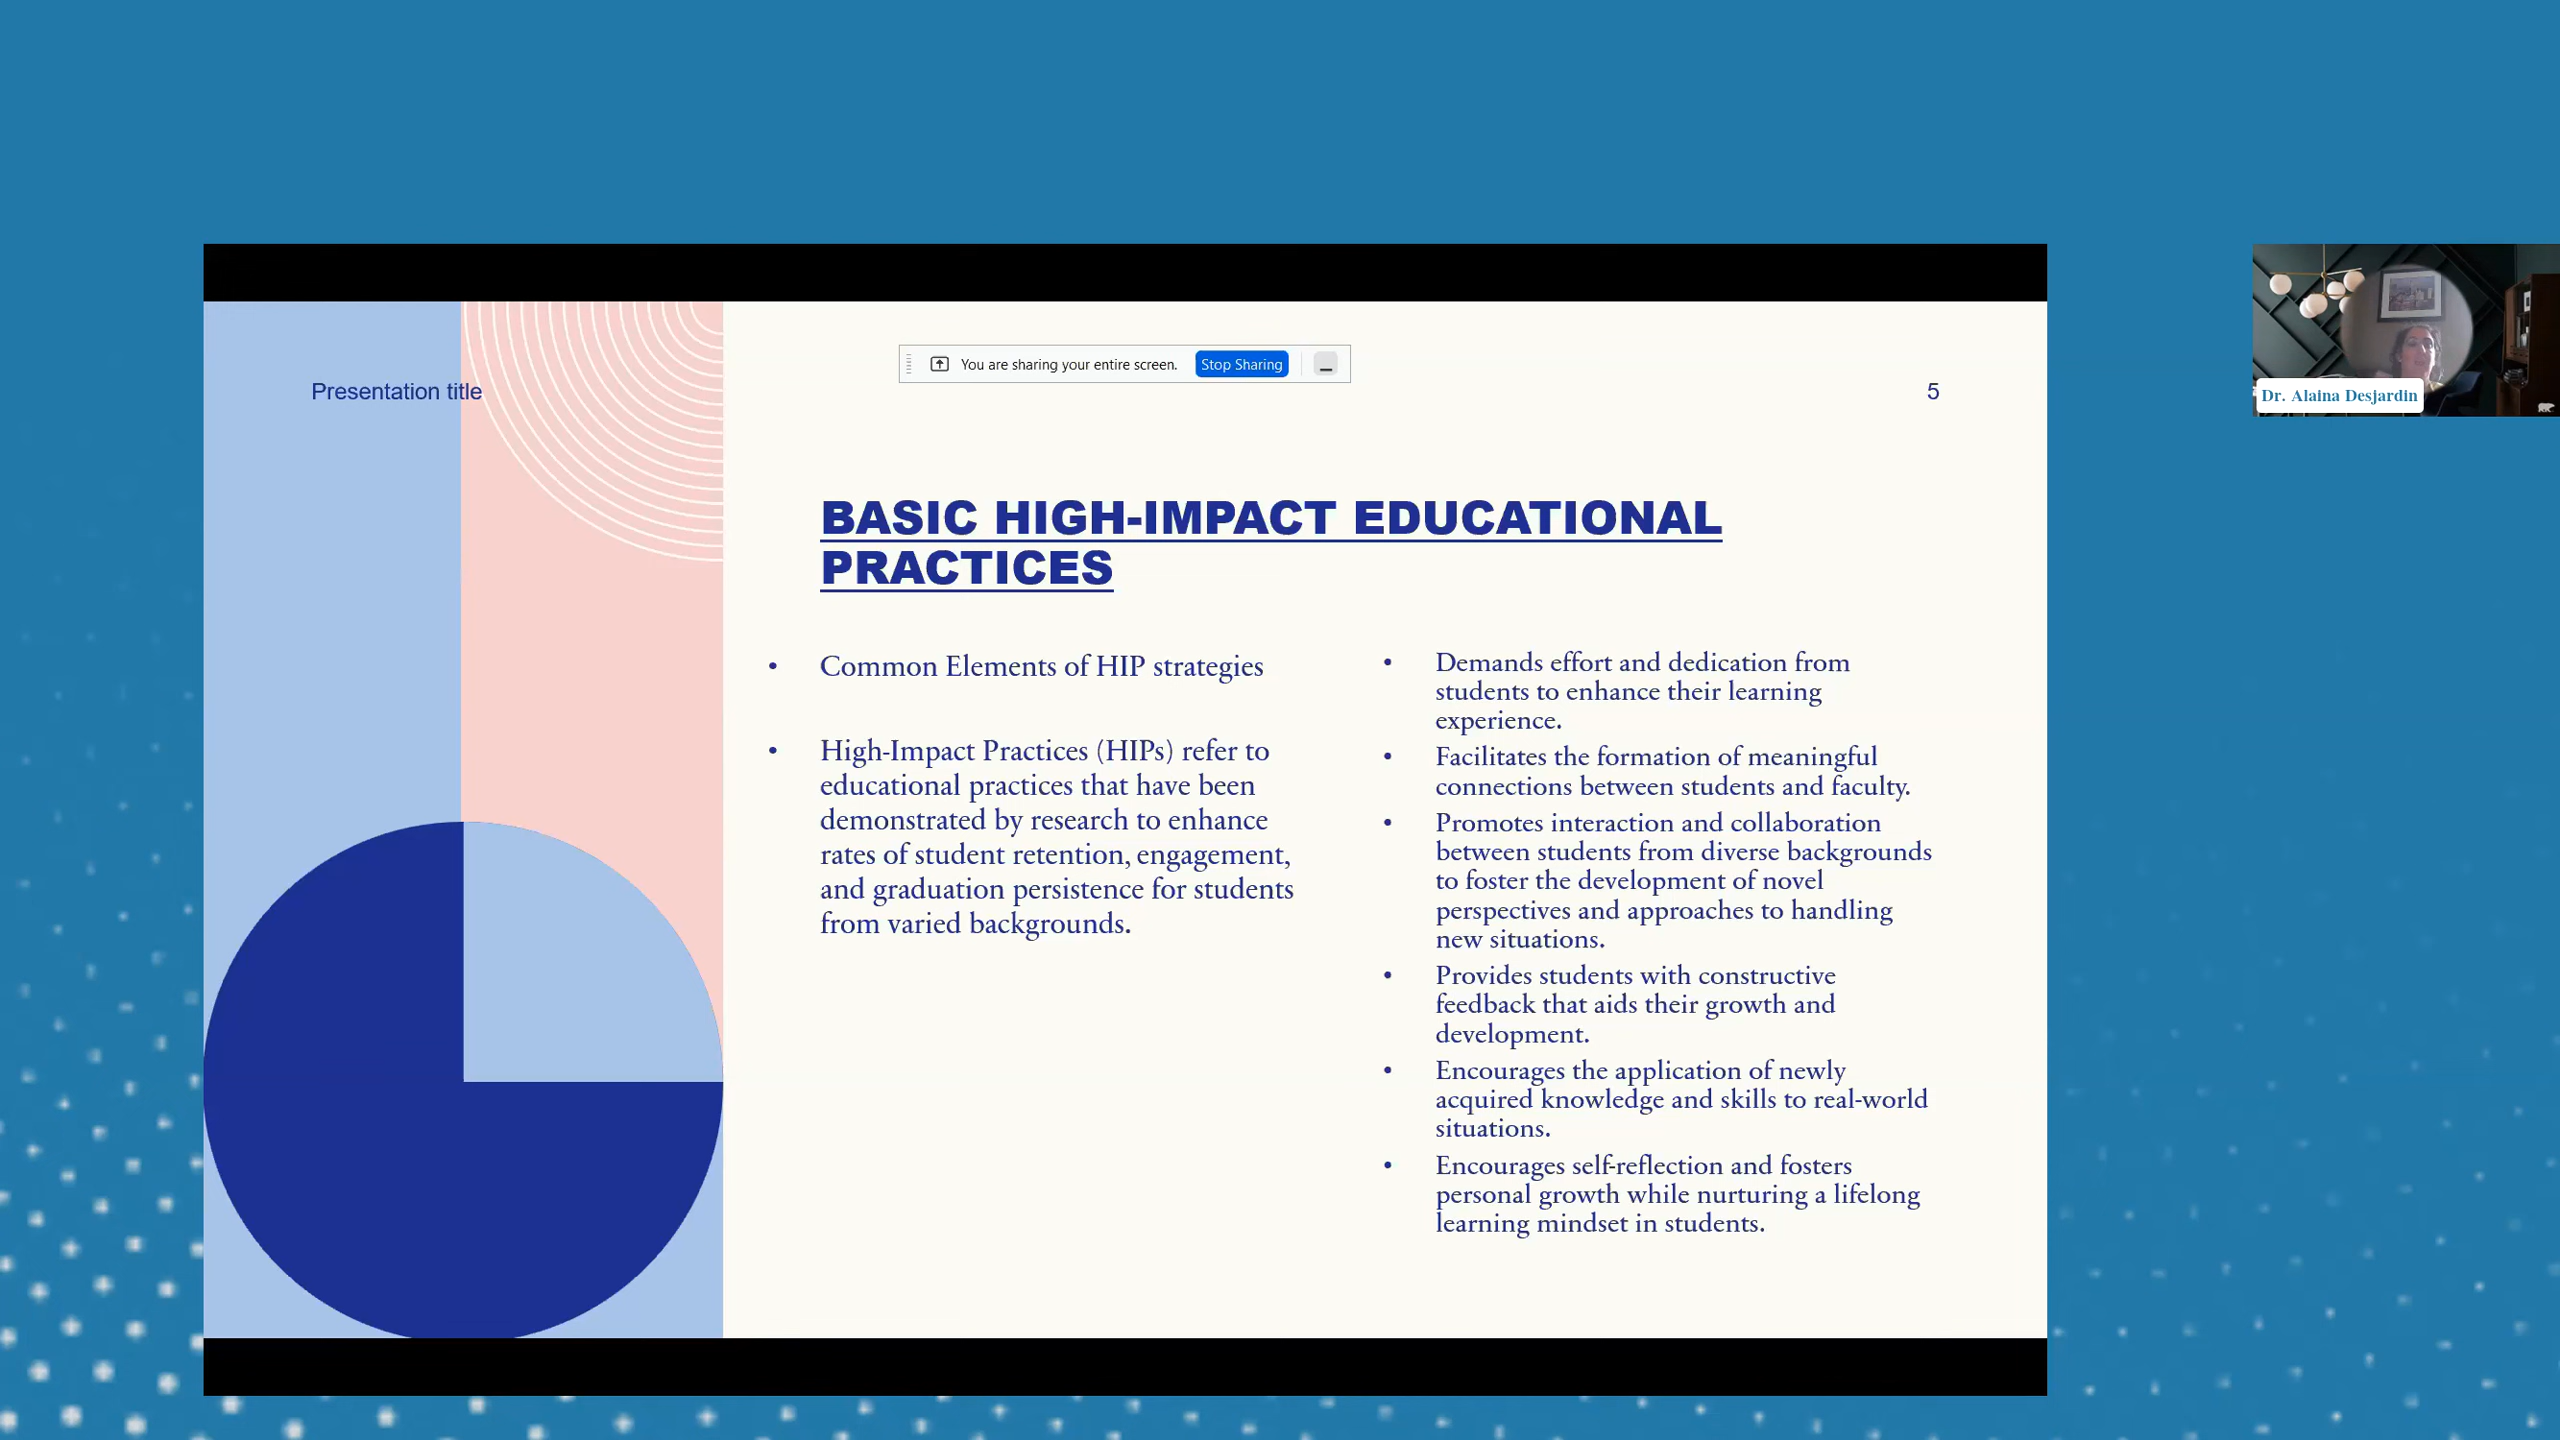 You are sharing your entire screen. Stop Sharing
Presentation title
5
BASIC HIGH-IMPACT EDUCATIONAL
PRACTICES
• Common Elements of HIP strategies
• High-Impact Practices (HIPs) refer to
educational practices that have been
demonstrated by research to enhance
rates of student retention, engagement,
and graduation persistence for students
from varied backgrounds.
• Demands effort and dedication from
students to enhance their learning
experience.
• Facilitates the formation of meaningful
connections between students and faculty.
• Promotes interaction and collaboration
between students from diverse backgrounds
to foster the development of novel
perspectives and approaches to handling
new situations.
• Provides students with constructive
feedback that aids their growth and
development.
• Encourages the application of newly
acquired knowledge and skills to real-world
situations.
• Encourages self-reflection and fosters
personal growth while nurturing a lifelong
learning mindset in students.
Dr. Alaina Desjardin